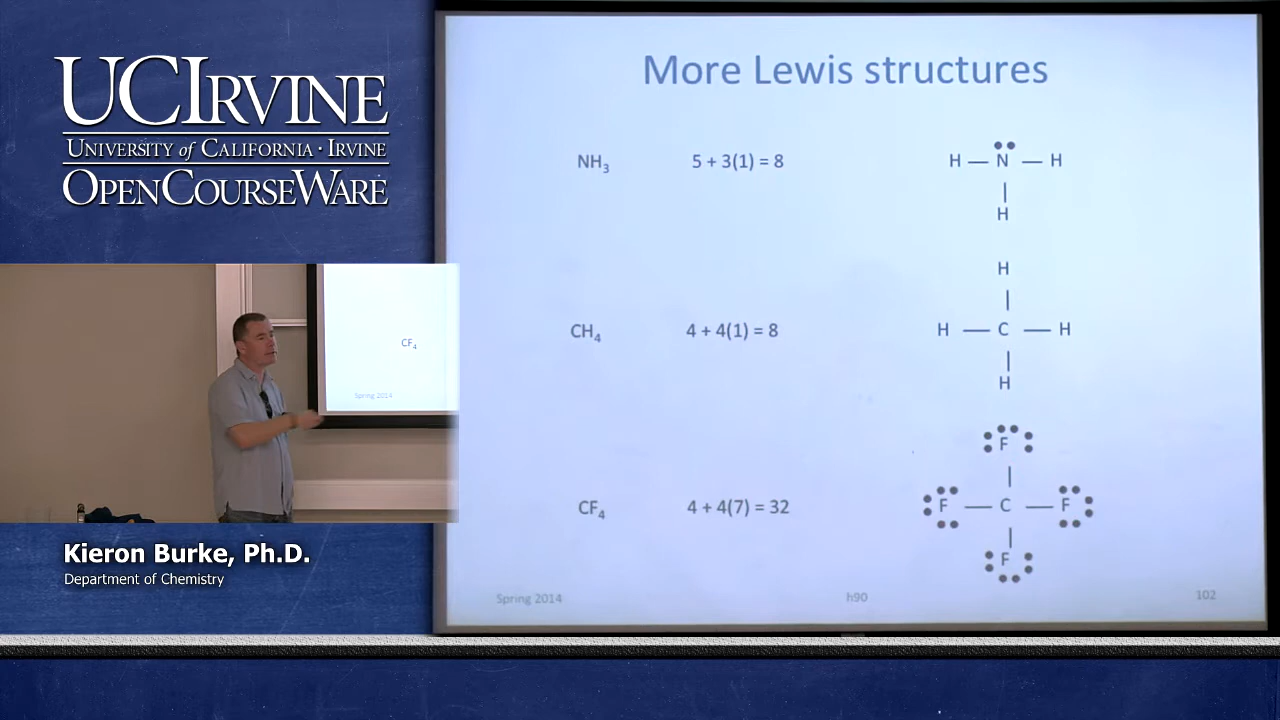 UCIRVINE
UNIVERSITY of CALIFORNIA · IRVINE
OPENCOURSEWARE
CF₄
Spring 2014
Kieron Burke, Ph.D.
Department of Chemistry
More Lewis structures
NH₃ 5 + 3(1) = 8
H — N — H
H
H
CH₄ 4 + 4(1) = 8
H — C — H
H
F
CF₄ 4 + 4(7) = 32
F — C — F
F
Spring 2014 h90 102